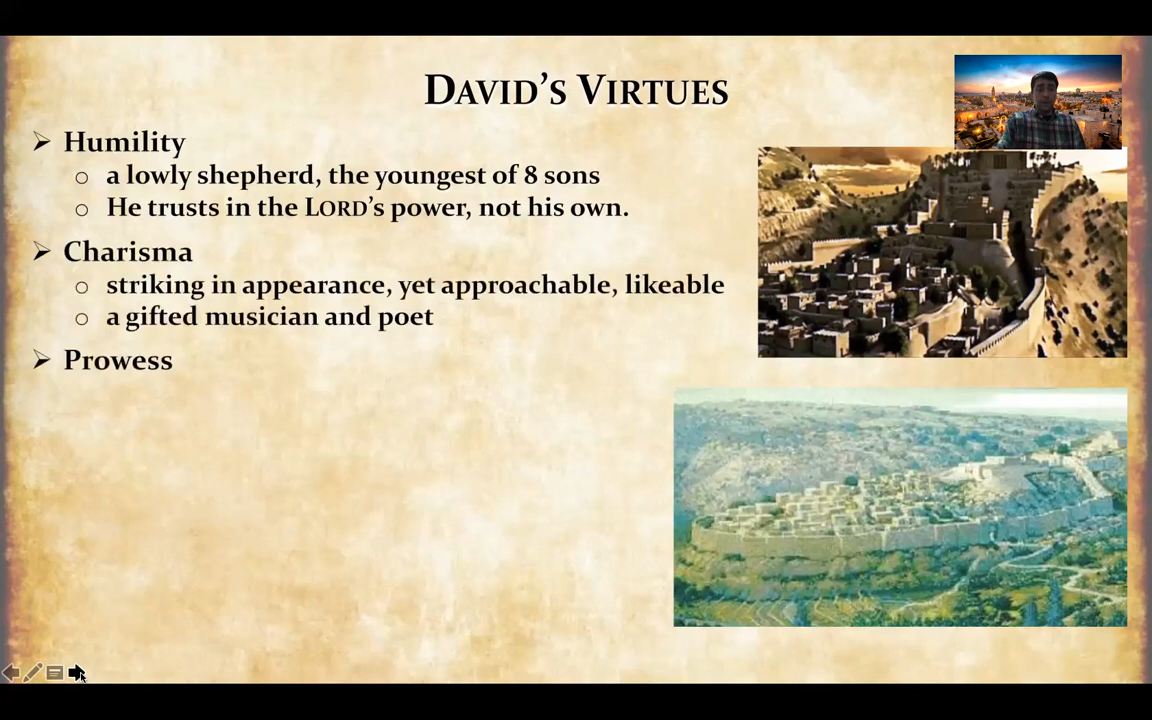 David's Virtues
Humility
a lowly shepherd, the youngest of 8 sons
He trusts in the LORD's power, not his own.
Charisma
striking in appearance, yet approachable, likeable
a gifted musician and poet
Prowess